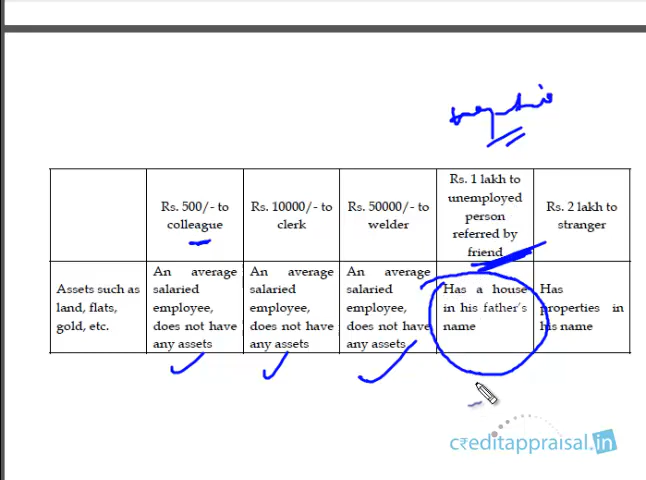 Rs. 500/- to
colleague
Rs. 10000/- to
clerk
Rs. 50000/- to
welder
Rs. 1 lakh to
unemployed
person
referred by
friend
Rs. 2 lakh to
stranger
Assets such as
land, flats,
gold, etc.
An average
salaried
employee,
does not have
any assets
An average
salaried
employee,
does not have
any assets
An average
salaried
employee,
does not have
any assets
Has a house
in his father's
name
Has
properties in
his name
creditappraisal.in